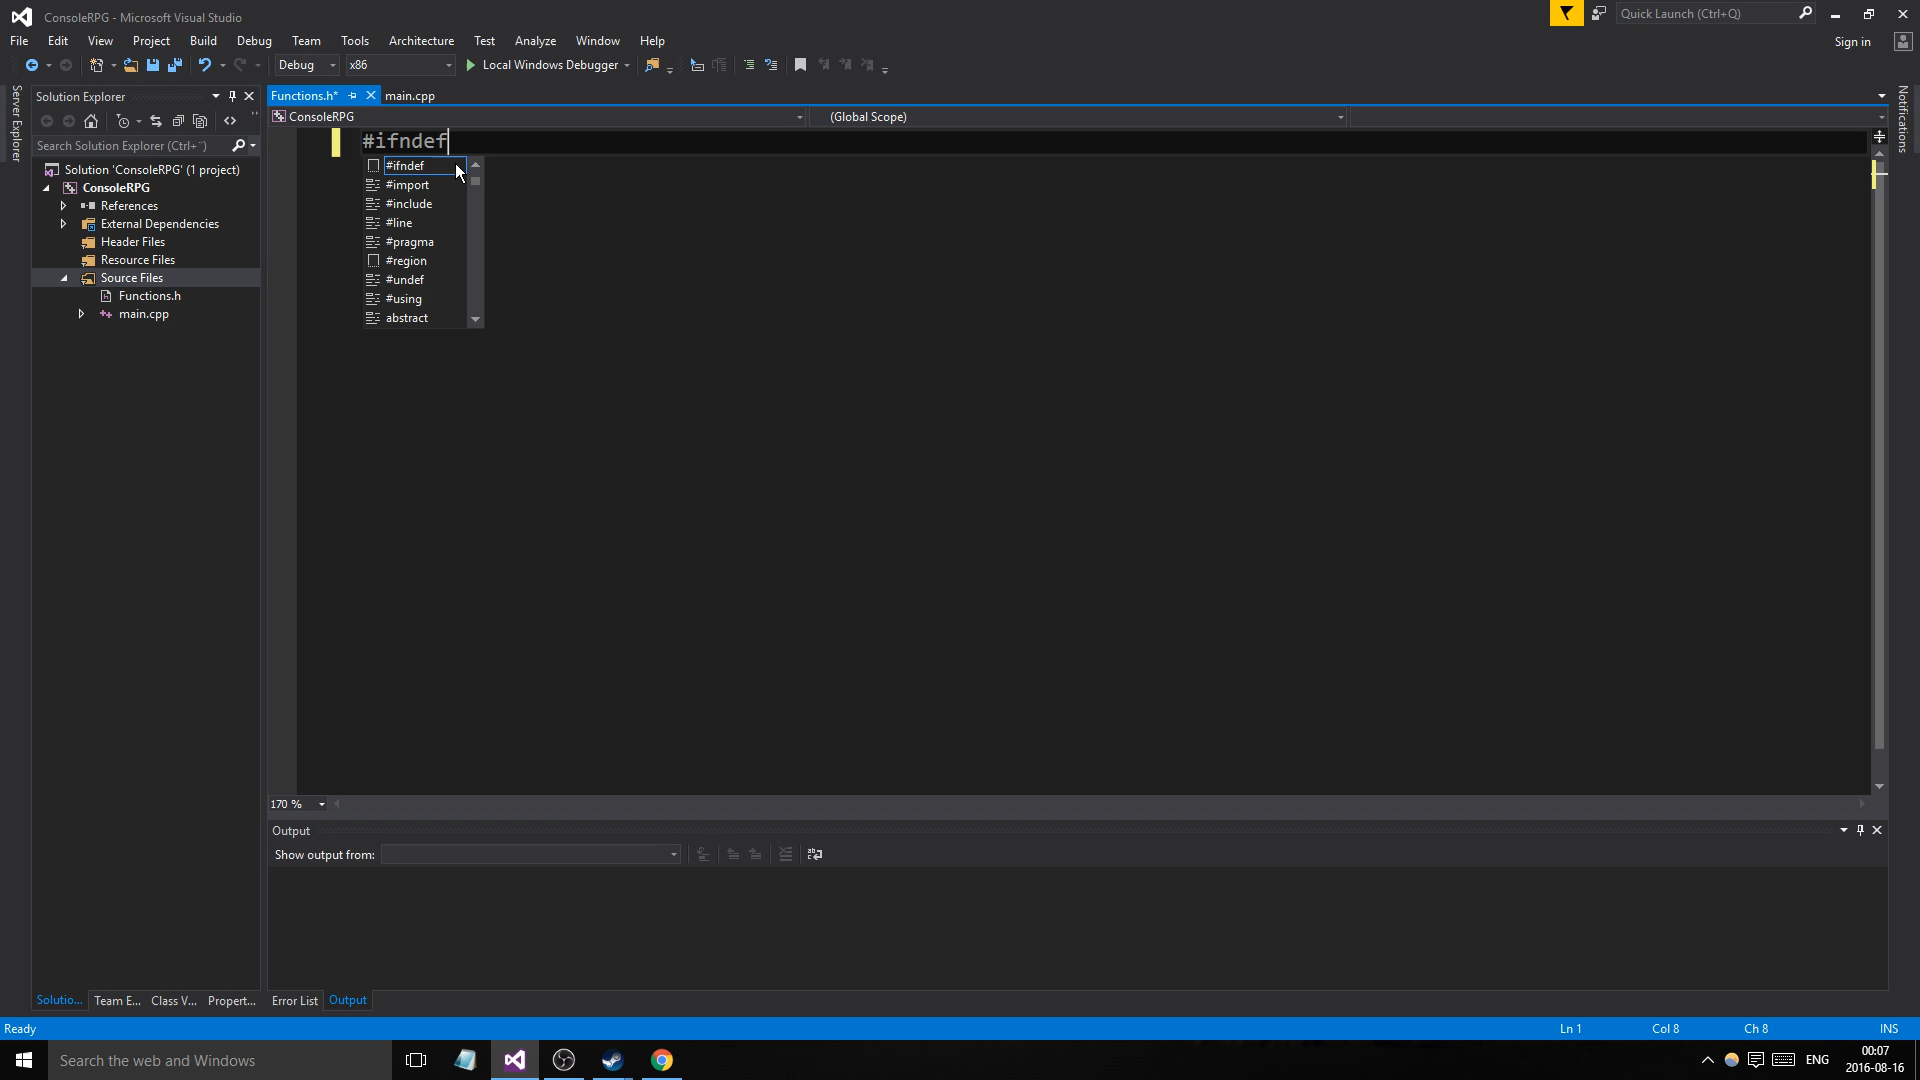 ConsoleRPG - Microsoft Visual Studio
Quick Launch (Ctrl+Q)
File Edit View Project Build Debug Team Tools Architecture Test Analyze Window Help
Sign in
Debug x86 Local Windows Debugger
Server Explorer
Solution Explorer
Search Solution Explorer (Ctrl+¨)
Solution 'ConsoleRPG' (1 project)
ConsoleRPG
References
External Dependencies
Header Files
Resource Files
Source Files
Functions.h
main.cpp
Functions.h* main.cpp
ConsoleRPG (Global Scope)
#ifndef
#ifndef
#import
#include
#line
#pragma
#region
#undef
#using
abstract
Notifications
170 %
Output
Show output from:
Solutio... Team E... Class V... Propert... Error List Output
Ready Ln 1 Col 8 Ch 8 INS
Search the web and Windows
ENG
00:07
2016-08-16